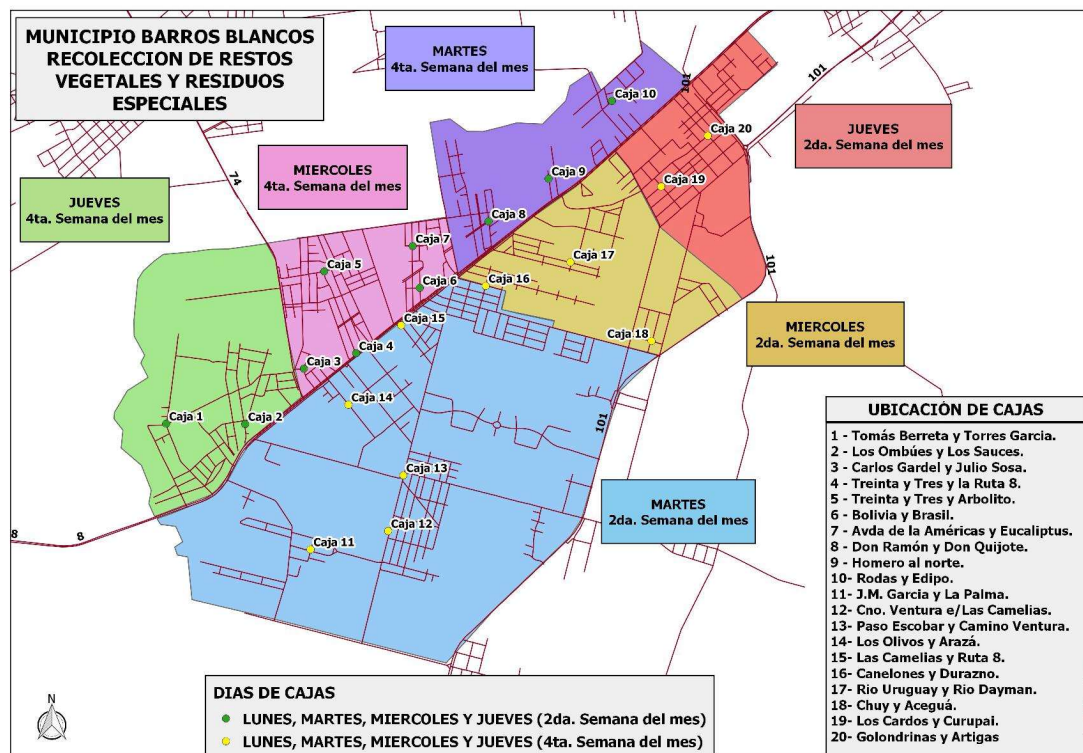 MUNICIPIO BARROS BLANCOS
RECOLECCION DE RESTOS
VEGETALES Y RESIDUOS
ESPECIALES
MARTES
4ta. Semana del mes
101
101
Caja 10
Caja 20
JUEVES
2da. Semana del mes
MIERCOLES
4ta. Semana del mes
74
JUEVES
4ta. Semana del mes
Caja 9
Caja 19
Caja 8
Caja 7
Caja 17
Caja 5
101
Caja 6
Caja 16
MIERCOLES
2da. Semana del mes
Caja 15
Caja 18
Caja 4
Caja 3
Caja 14
Caja 1
Caja 2
101
Caja 13
MARTES
2da. Semana del mes
Caja 12
Caja 11
8
8
UBICACIÓN DE CAJAS
1 - Tomás Berreta y Torres Garcia.
2 - Los Ombúes y Los Sauces.
3 - Carlos Gardel y Julio Sosa.
4 - Treinta y Tres y la Ruta 8.
5 - Treinta y Tres y Arbolito.
6 - Bolivia y Brasil.
7 - Avda de la Américas y Eucaliptus.
8 - Don Ramón y Don Quijote.
9 - Homero al norte.
10- Rodas y Edipo.
11- J.M. Garcia y La Palma.
12- Cno. Ventura e/Las Camelias.
13- Paso Escobar y Camino Ventura.
14- Los Olivos y Arazá.
15- Las Camelias y Ruta 8.
16- Canelones y Durazno.
17- Rio Uruguay y Rio Dayman.
18- Chuy y Aceguá.
19- Los Cardos y Curupai.
20- Golondrinas y Artigas
N
DIAS DE CAJAS
LUNES, MARTES, MIERCOLES Y JUEVES (2da. Semana del mes)
LUNES, MARTES, MIERCOLES Y JUEVES (4ta. Semana del mes)